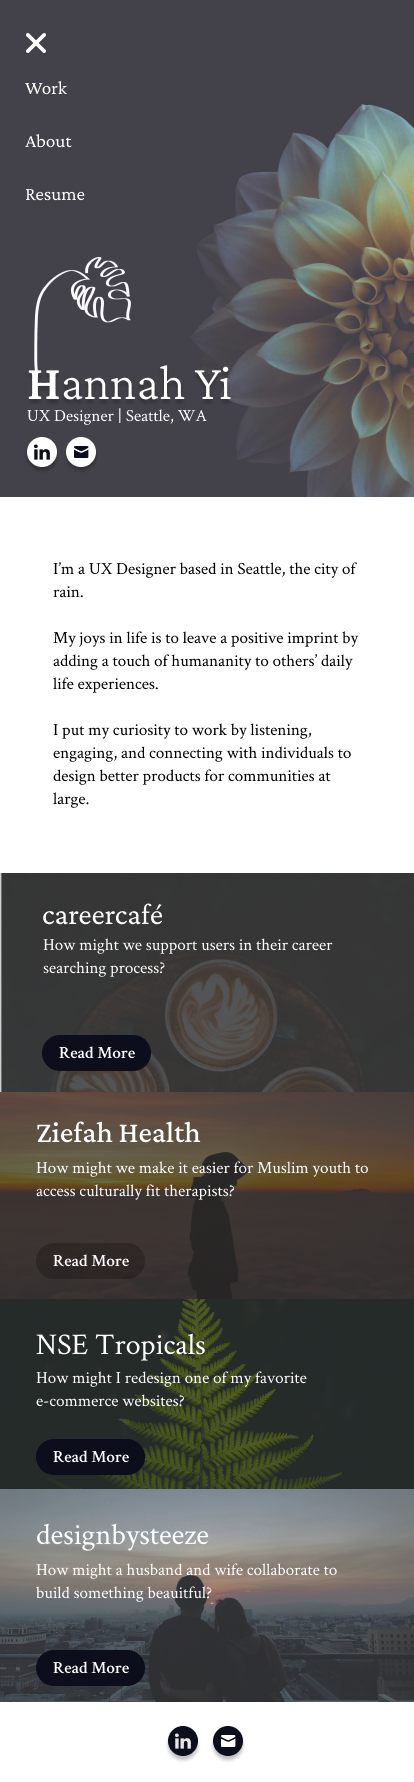 Work
About
Resume
Hannah Yi
UX Designer | Seattle, WA
in
I'm a UX Designer based in Seattle, the city of
rain.
My joys in life is to leave a positive imprint by
adding a touch of humananity to others' daily
life experiences.
I put my curiosity to work by listening,
engaging, and connecting with individuals to
design better products for communities at
large.
careercafé
How might we support users in their career
searching process?
Read More
Ziefah Health
How might we make it easier for Muslim youth to
access culturally fit therapists?
Read More
NSE Tropicals
How might I redesign one of my favorite
e-commerce websites?
Read More
designbysteeze
How might a husband and wife collaborate to
build something beauitful?
Read More
in